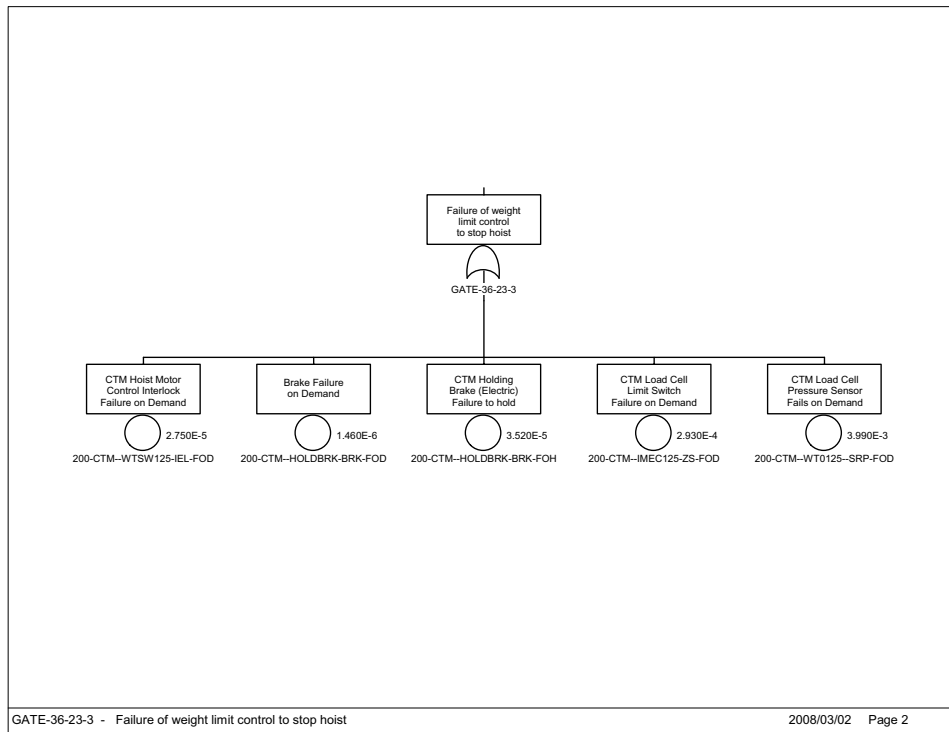 Failure of weight
limit control
to stop hoist
GATE-36-23-3
CTM Hoist Motor
Control Interlock
Failure on Demand
2.750E-5
200-CTM--WTSW125-IEL-FOD
Brake Failure
on Demand
1.460E-6
200-CTM--HOLDBRK-BRK-FOD
CTM Holding
Brake (Electric)
Failure to hold
3.520E-5
200-CTM--HOLDBRK-BRK-FOH
CTM Load Cell
Limit Switch
Failure on Demand
2.930E-4
200-CTM--IMEC125-ZS-FOD
CTM Load Cell
Pressure Sensor
Fails on Demand
3.990E-3
200-CTM--WT0125--SRP-FOD
GATE-36-23-3 - Failure of weight limit control to stop hoist
2008/03/02 Page 2